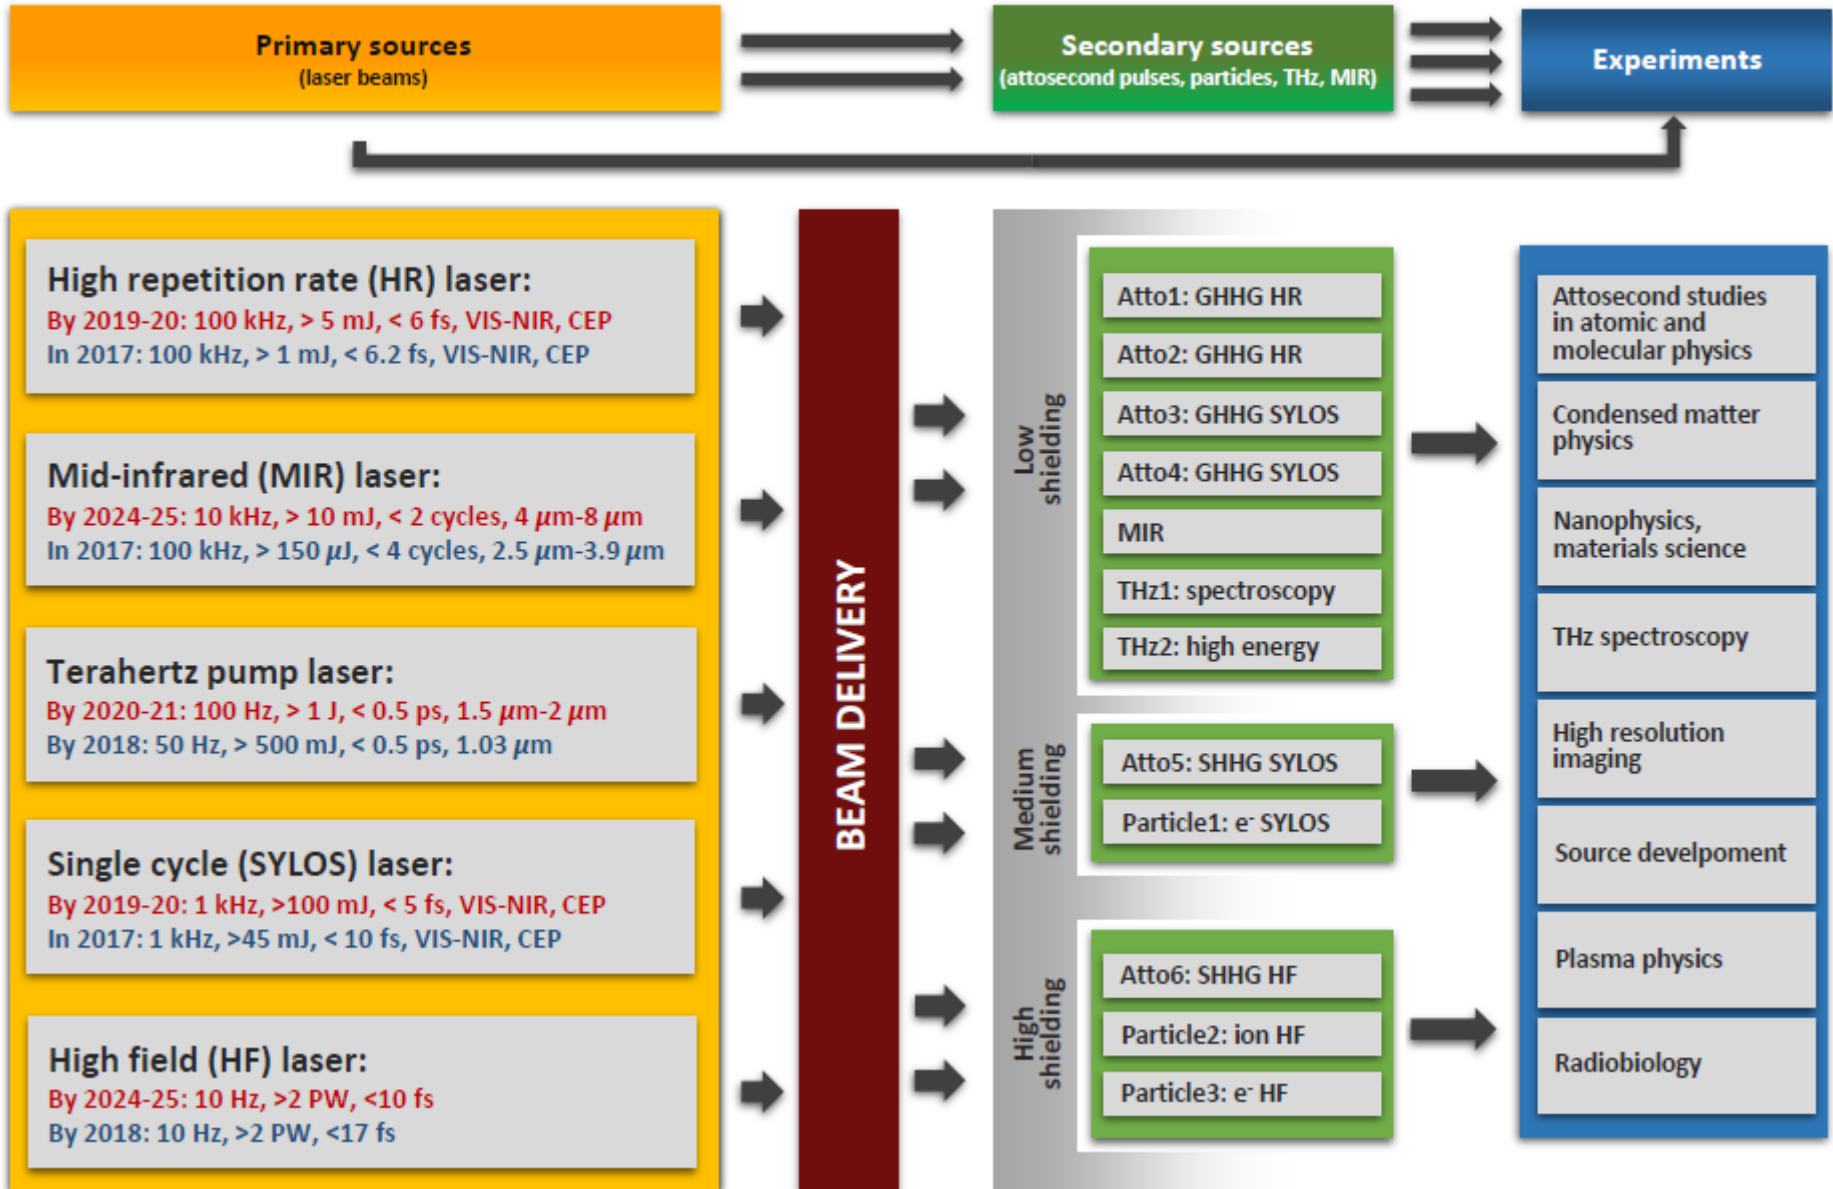 Primary sources
(laser beams)
Secondary sources
(attosecond pulses, particles, THz, MIR)
Experiments
High repetition rate (HR) laser:
By 2019-20: 100 kHz, > 5 mJ, < 6 fs, VIS-NIR, CEP
In 2017: 100 kHz, > 1 mJ, < 6.2 fs, VIS-NIR, CEP
Mid-infrared (MIR) laser:
By 2024-25: 10 kHz, > 10 mJ, < 2 cycles, 4 μm-8 μm
In 2017: 100 kHz, > 150 μJ, < 4 cycles, 2.5 μm-3.9 μm
Terahertz pump laser:
By 2020-21: 100 Hz, > 1 J, < 0.5 ps, 1.5 μm-2 μm
By 2018: 50 Hz, > 500 mJ, < 0.5 ps, 1.03 μm
Single cycle (SYLOS) laser:
By 2019-20: 1 kHz, >100 mJ, < 5 fs, VIS-NIR, CEP
In 2017: 1 kHz, >45 mJ, < 10 fs, VIS-NIR, CEP
High field (HF) laser:
By 2024-25: 10 Hz, >2 PW, <10 fs
By 2018: 10 Hz, >2 PW, <17 fs
BEAM DELIVERY
Low
shielding
Atto1: GHHG HR
Atto2: GHHG HR
Atto3: GHHG SYLOS
Atto4: GHHG SYLOS
MIR
THz1: spectroscopy
THz2: high energy
Medium
shielding
Atto5: SHHG SYLOS
Particle1: e⁻ SYLOS
High
shielding
Atto6: SHHG HF
Particle2: ion HF
Particle3: e⁻ HF
Attosecond studies
in atomic and
molecular physics
Condensed matter
physics
Nanophysics,
materials science
THz spectroscopy
High resolution
imaging
Source develpoment
Plasma physics
Radiobiology